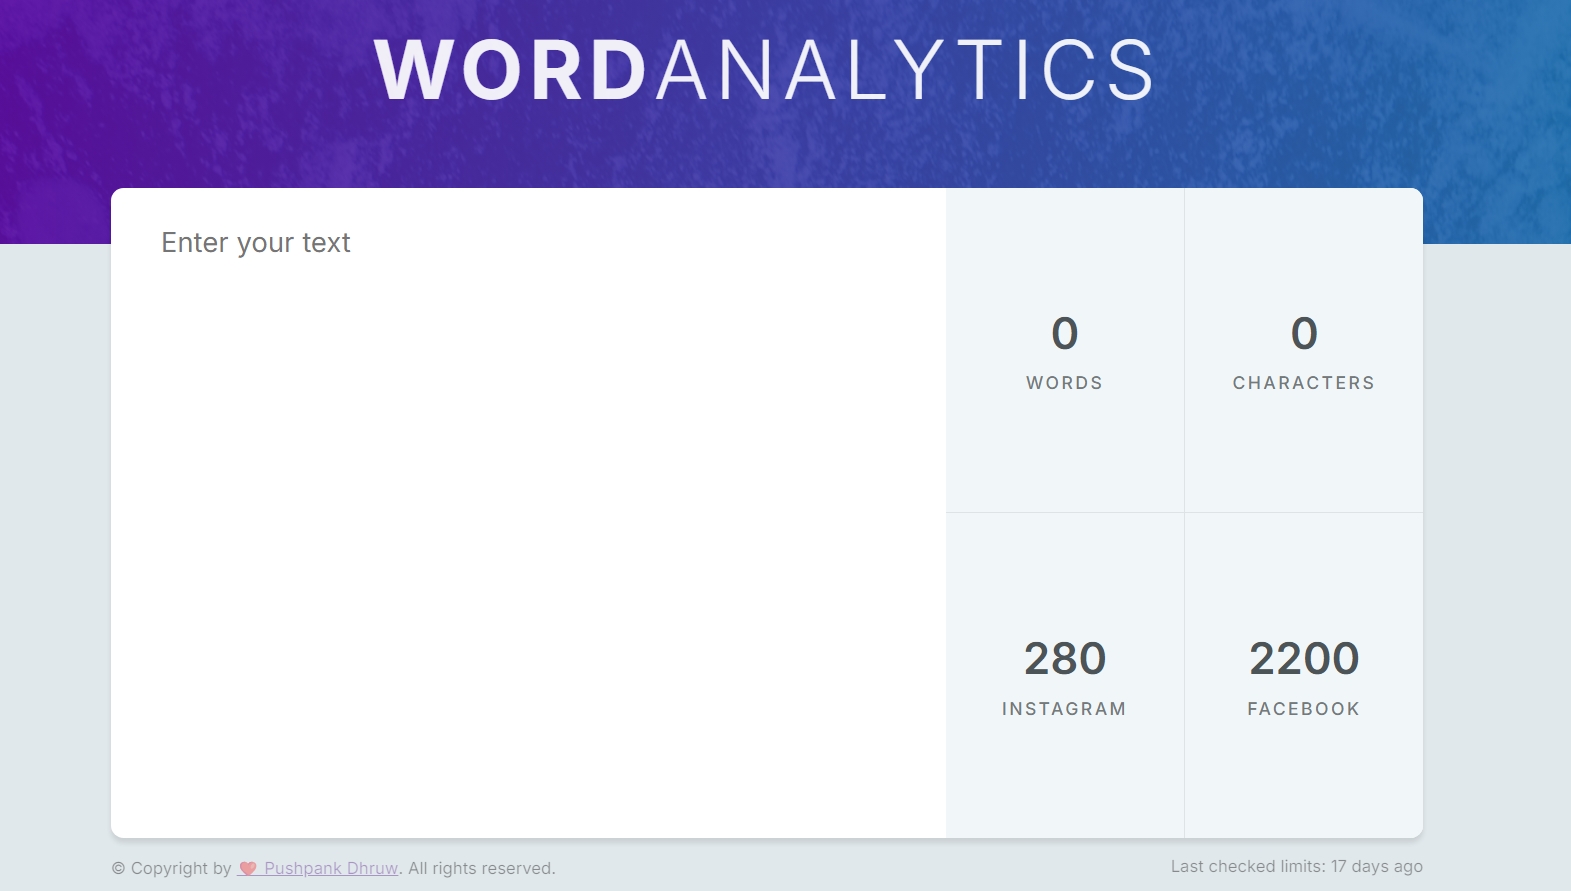 WORDANALYTICS
Enter your text
0
WORDS
0
CHARACTERS
280
INSTAGRAM
2200
FACEBOOK
© Copyright by Pushpank Dhruw. All rights reserved.
Last checked limits: 17 days ago